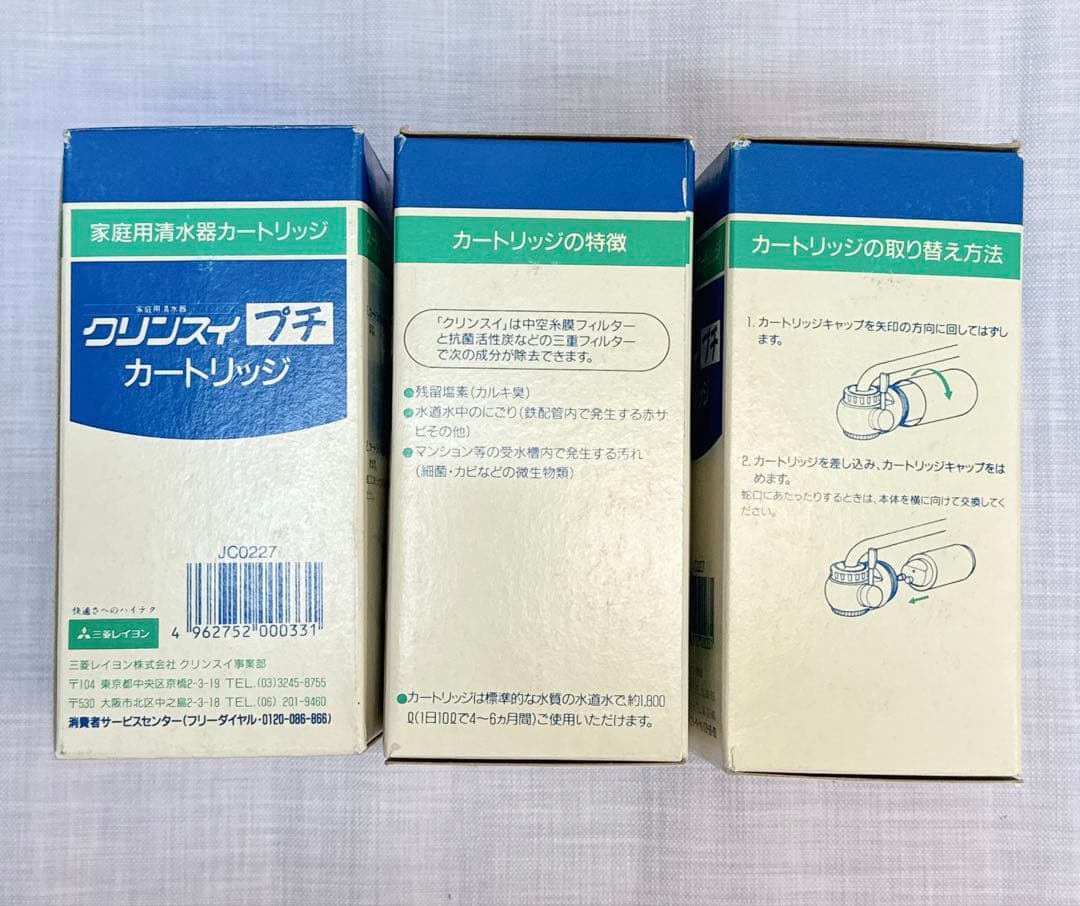 家庭用清水器カートリッジ
家庭用清水器
クリンスイ プチ
カートリッジ
JC0227
4 962752 000331
快適さへのハイテク
三菱レイヨン
三菱レイヨン株式会社 クリンスイ事業部
〒104 東京都中央区京橋2-3-19 TEL.(03)3245-8755
〒530 大阪市北区中之島2-3-18 TEL.(06) 201-9460
消費者サービスセンター(フリーダイヤル・0120-086-866)
カートリッジの特徴
「クリンスイ」は中空糸膜フィルター
と抗菌活性炭などの三重フィルター
で次の成分が除去できます。
●残留塩素(カルキ臭)
●水道水中のにごり(鉄配管内で発生する赤サ
ビその他)
●マンション等の受水槽内で発生する汚れ
(細菌・カビなどの微生物類)
●カートリッジは標準的な水質の水道水で、約1,800
ℓ(1日10ℓで4〜6ヵ月間)ご使用いただけます。
カートリッジの取り替え方法
1. カートリッジキャップを矢印の方向に回してはずし
ます。
2. カートリッジを差し込み、カートリッジキャップをは
めます。
蛇口にあたったりするときは、本体を横に向けて交換してく
ださい。